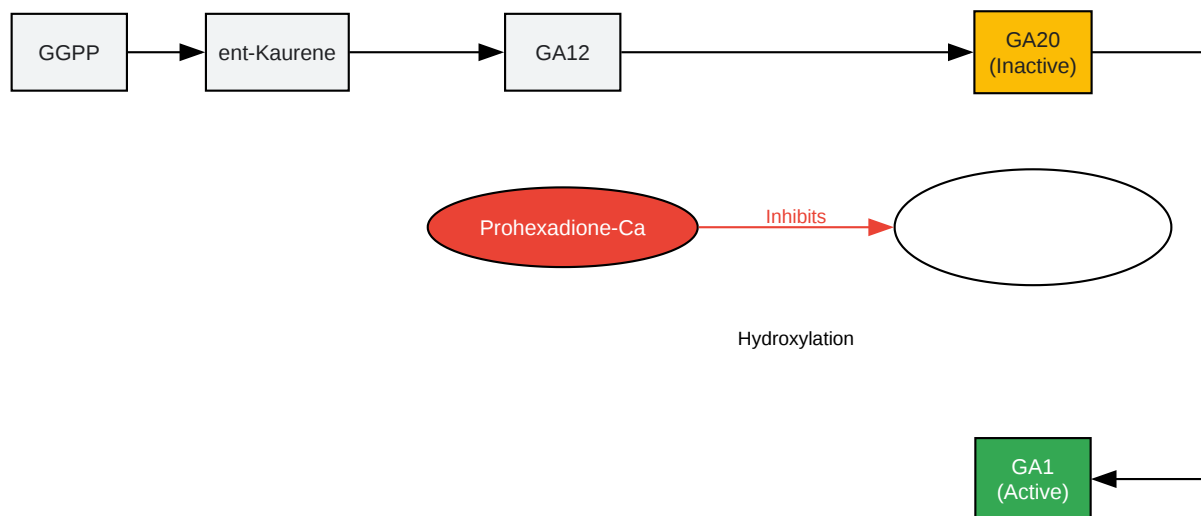 GGPP
ent-Kaurene
GA12
GA20
(Inactive)
Prohexadione-Ca
Inhibits
Hydroxylation
GA1
(Active)